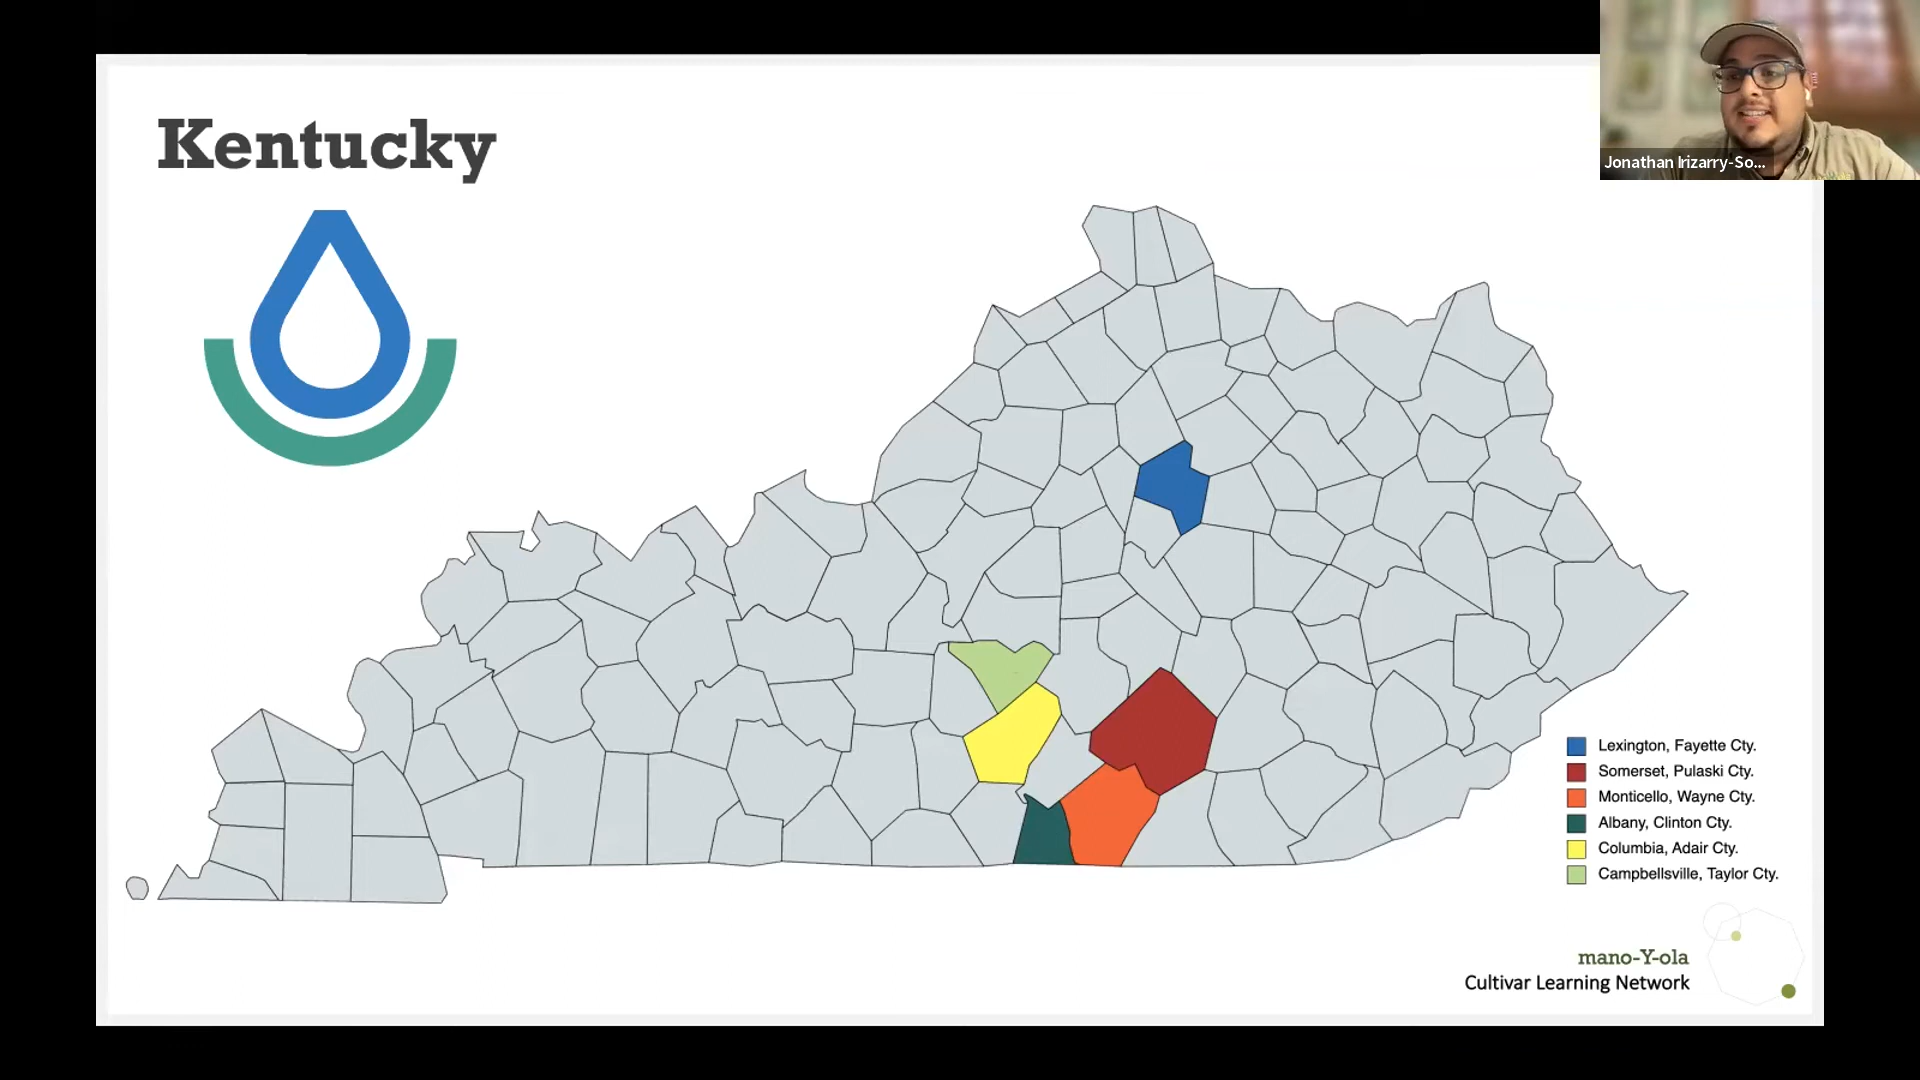 Kentucky
Jonathan Irizarry-So...
Lexington, Fayette Cty.
Somerset, Pulaski Cty.
Monticello, Wayne Cty.
Albany, Clinton Cty.
Columbia, Adair Cty.
Campbellsville, Taylor Cty.
mano-Y-ola
Cultivar Learning Network